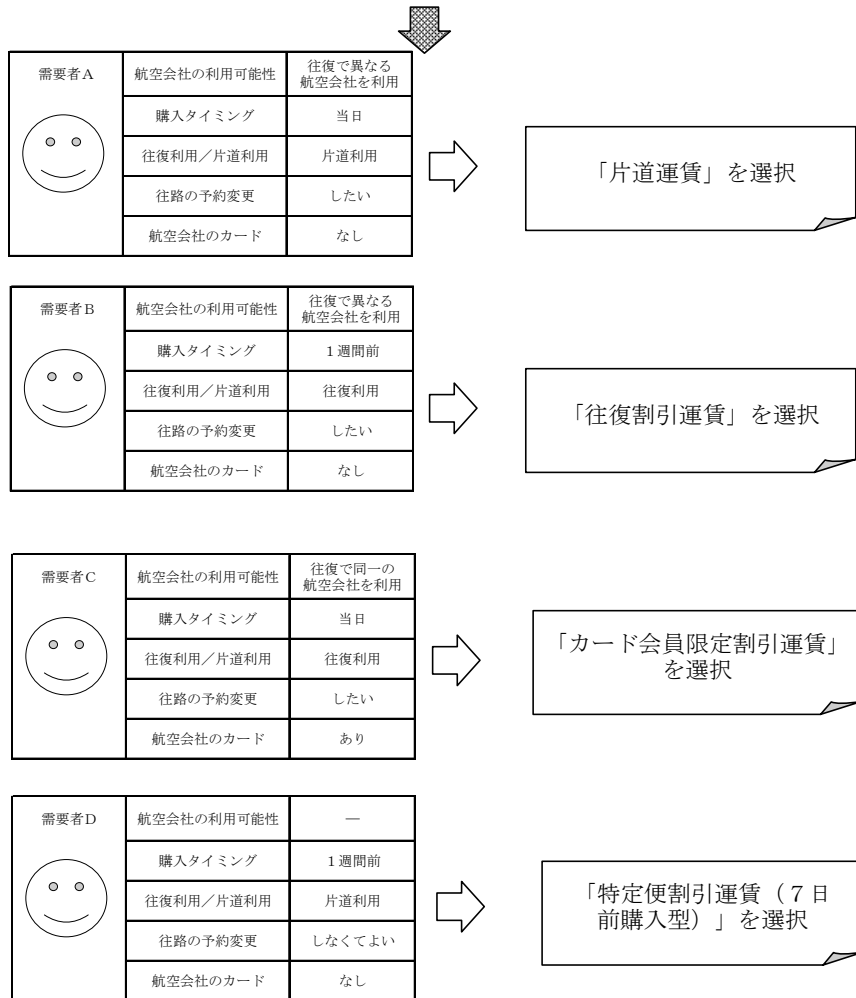 需要者A
航空会社の利用可能性
往復で異なる
航空会社を利用
購入タイミング
当日
往復利用／片道利用
片道利用
往路の予約変更
したい
航空会社のカード
なし
「片道運賃」を選択
需要者B
航空会社の利用可能性
往復で異なる
航空会社を利用
購入タイミング
１週間前
往復利用／片道利用
往復利用
往路の予約変更
したい
航空会社のカード
なし
「往復割引運賃」を選択
需要者C
航空会社の利用可能性
往復で同一の
航空会社を利用
購入タイミング
当日
往復利用／片道利用
往復利用
往路の予約変更
したい
航空会社のカード
あり
「カード会員限定割引運賃」
を選択
需要者D
航空会社の利用可能性
―
購入タイミング
１週間前
往復利用／片道利用
片道利用
往路の予約変更
しなくてよい
航空会社のカード
なし
「特定便割引運賃（７日
前購入型）」を選択